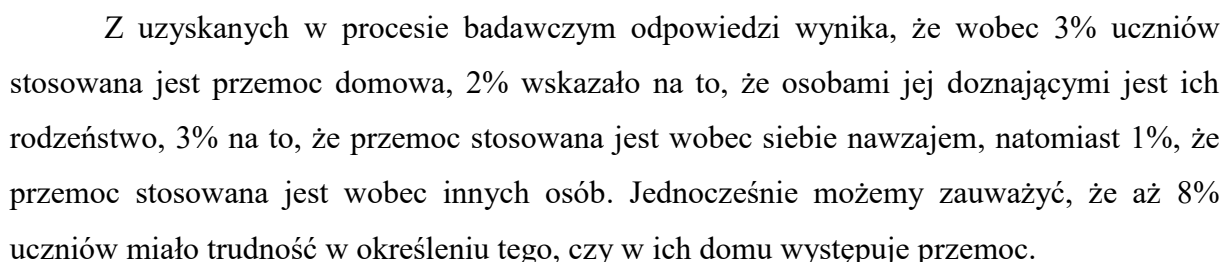 Z uzyskanych w procesie badawczym odpowiedzi wynika, że wobec 3% uczniów
stosowana jest przemoc domowa, 2% wskazało na to, że osobami jej doznającymi jest ich
rodzeństwo, 3% na to, że przemoc stosowana jest wobec siebie nawzajem, natomiast 1%, że
przemoc stosowana jest wobec innych osób. Jednocześnie możemy zauważyć, że aż 8%
uczniów miało trudność w określeniu tego, czy w ich domu występuje przemoc.